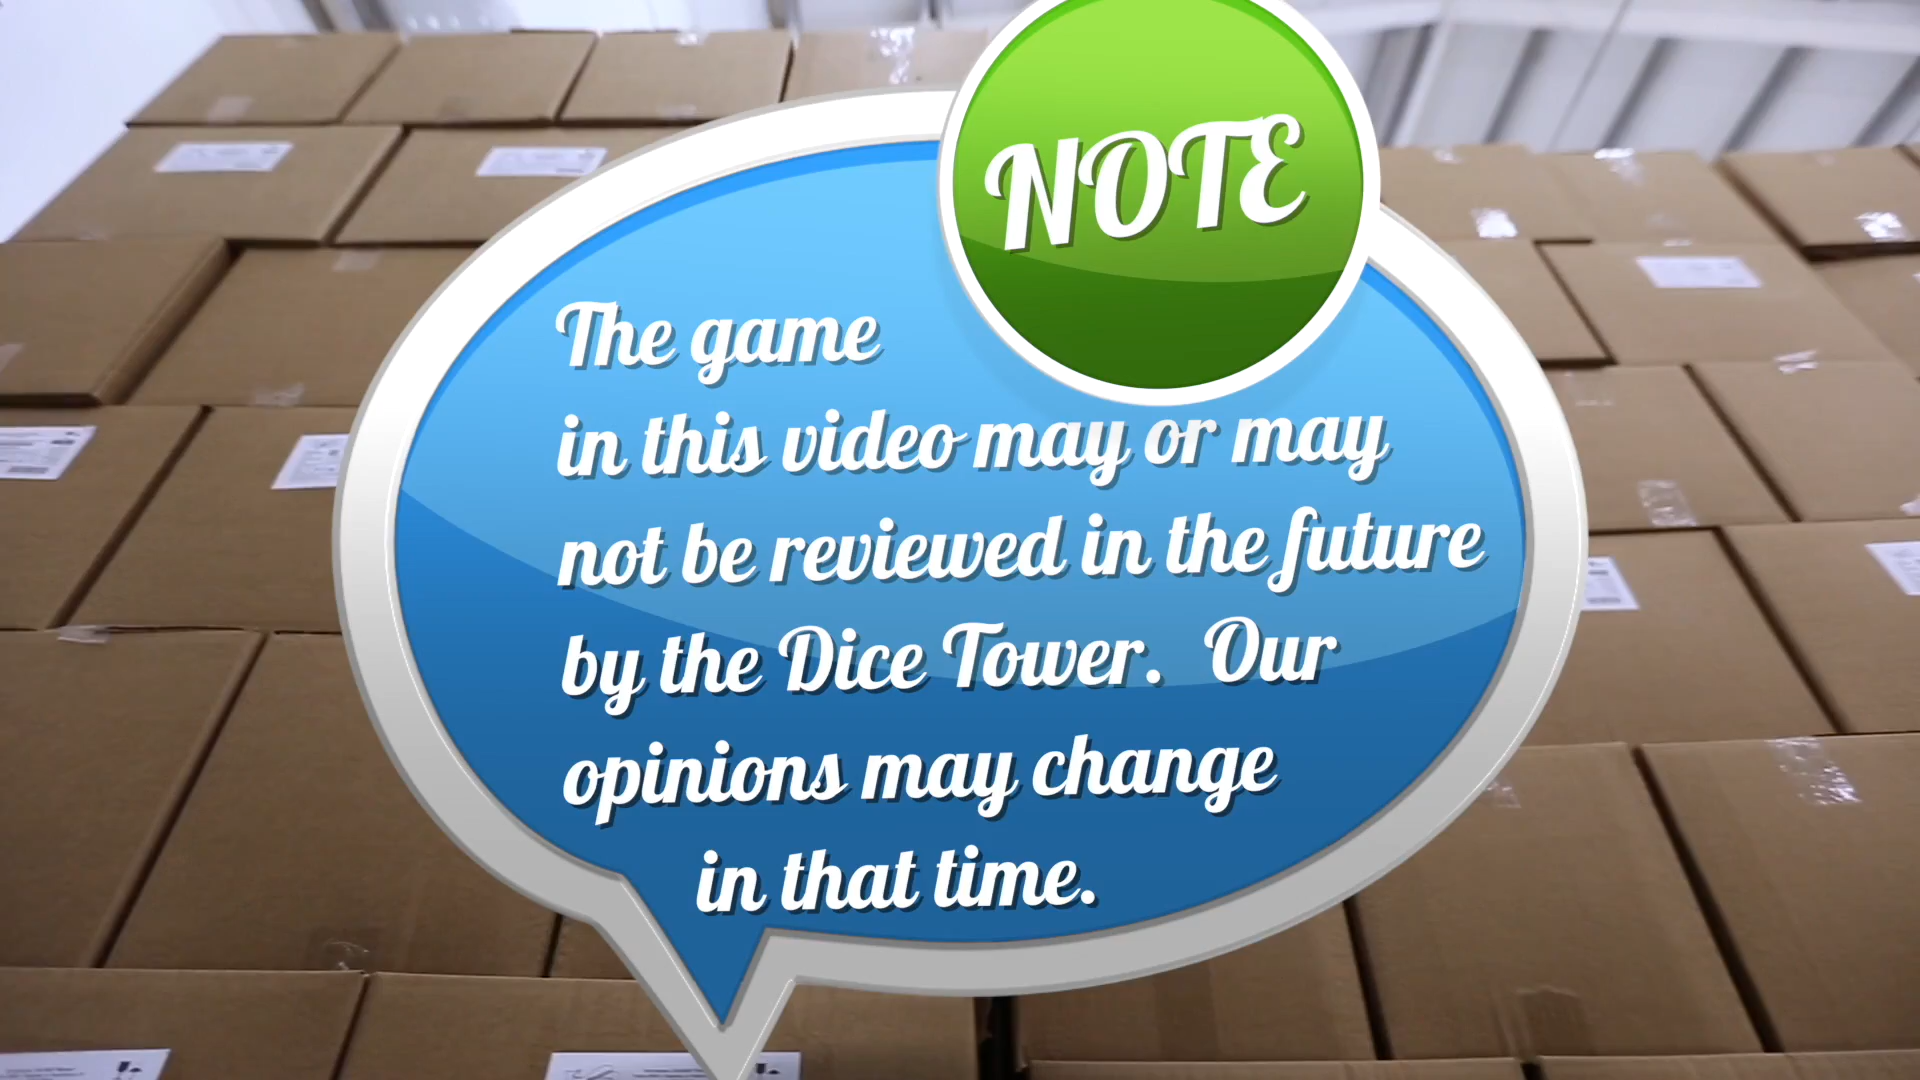 NOTE
The game
in this video may or may
not be reviewed in the future
by the Dice Tower. Our
opinions may change
in that time.